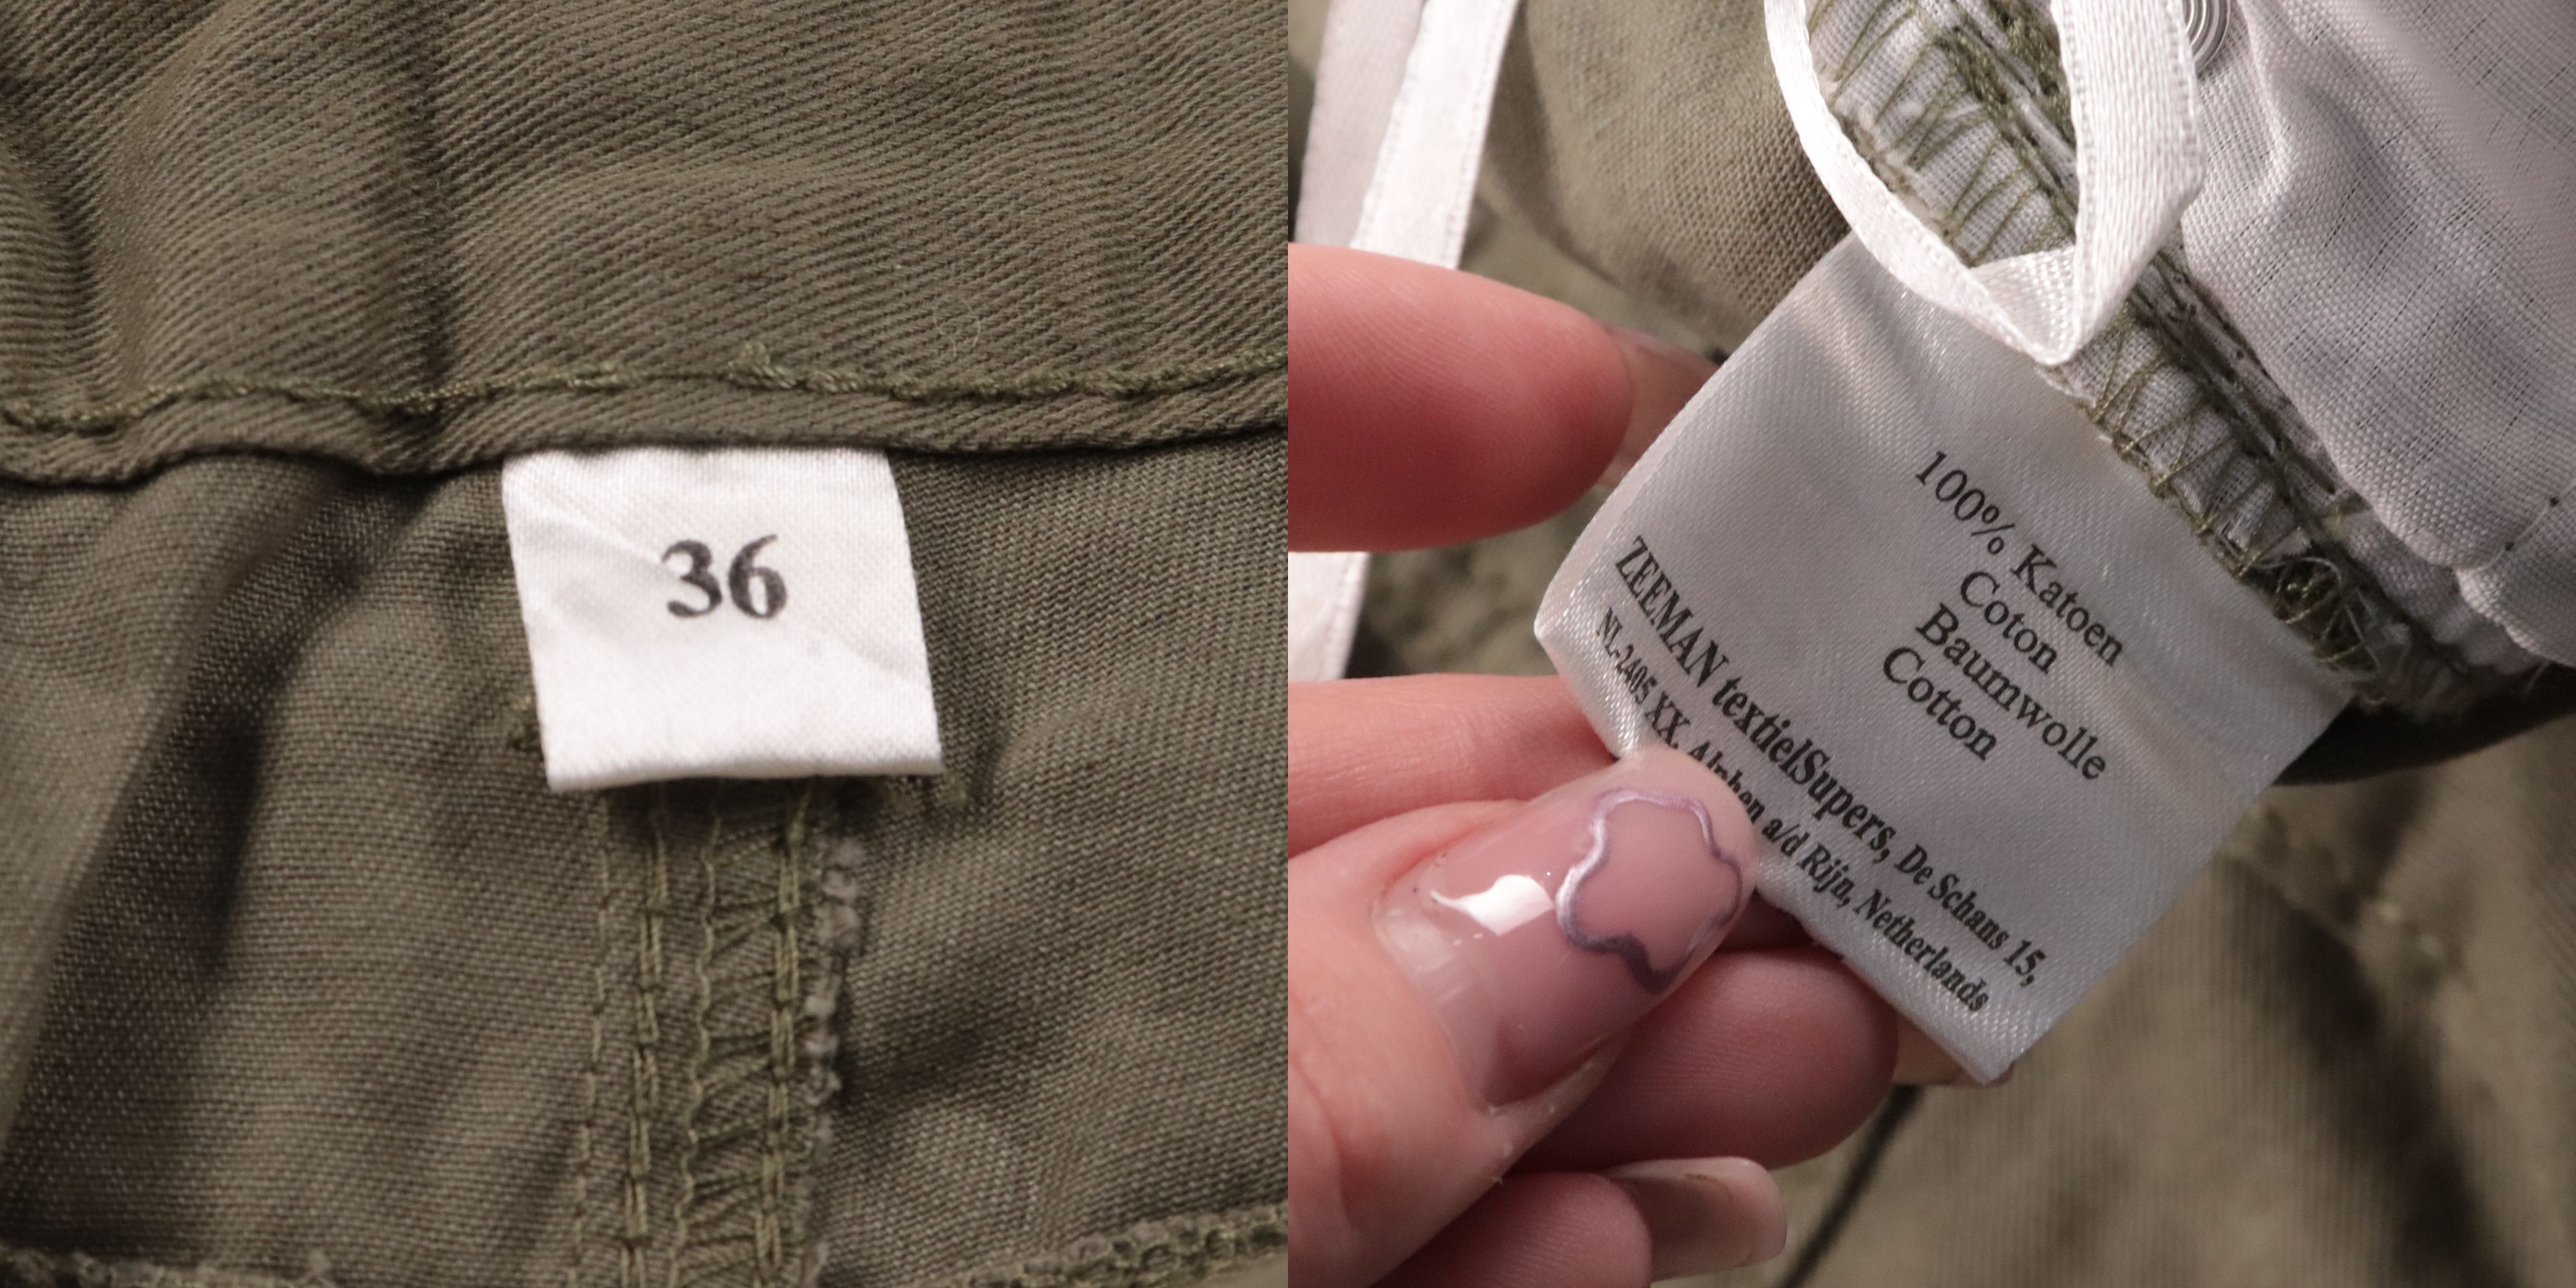 36
100% Katoen
Coton
Baumwolle
Cotton
ZEEMAN textielSupers, De Schans 15,
NL-2405 XX, Alphen a/d Rijn, Netherlands